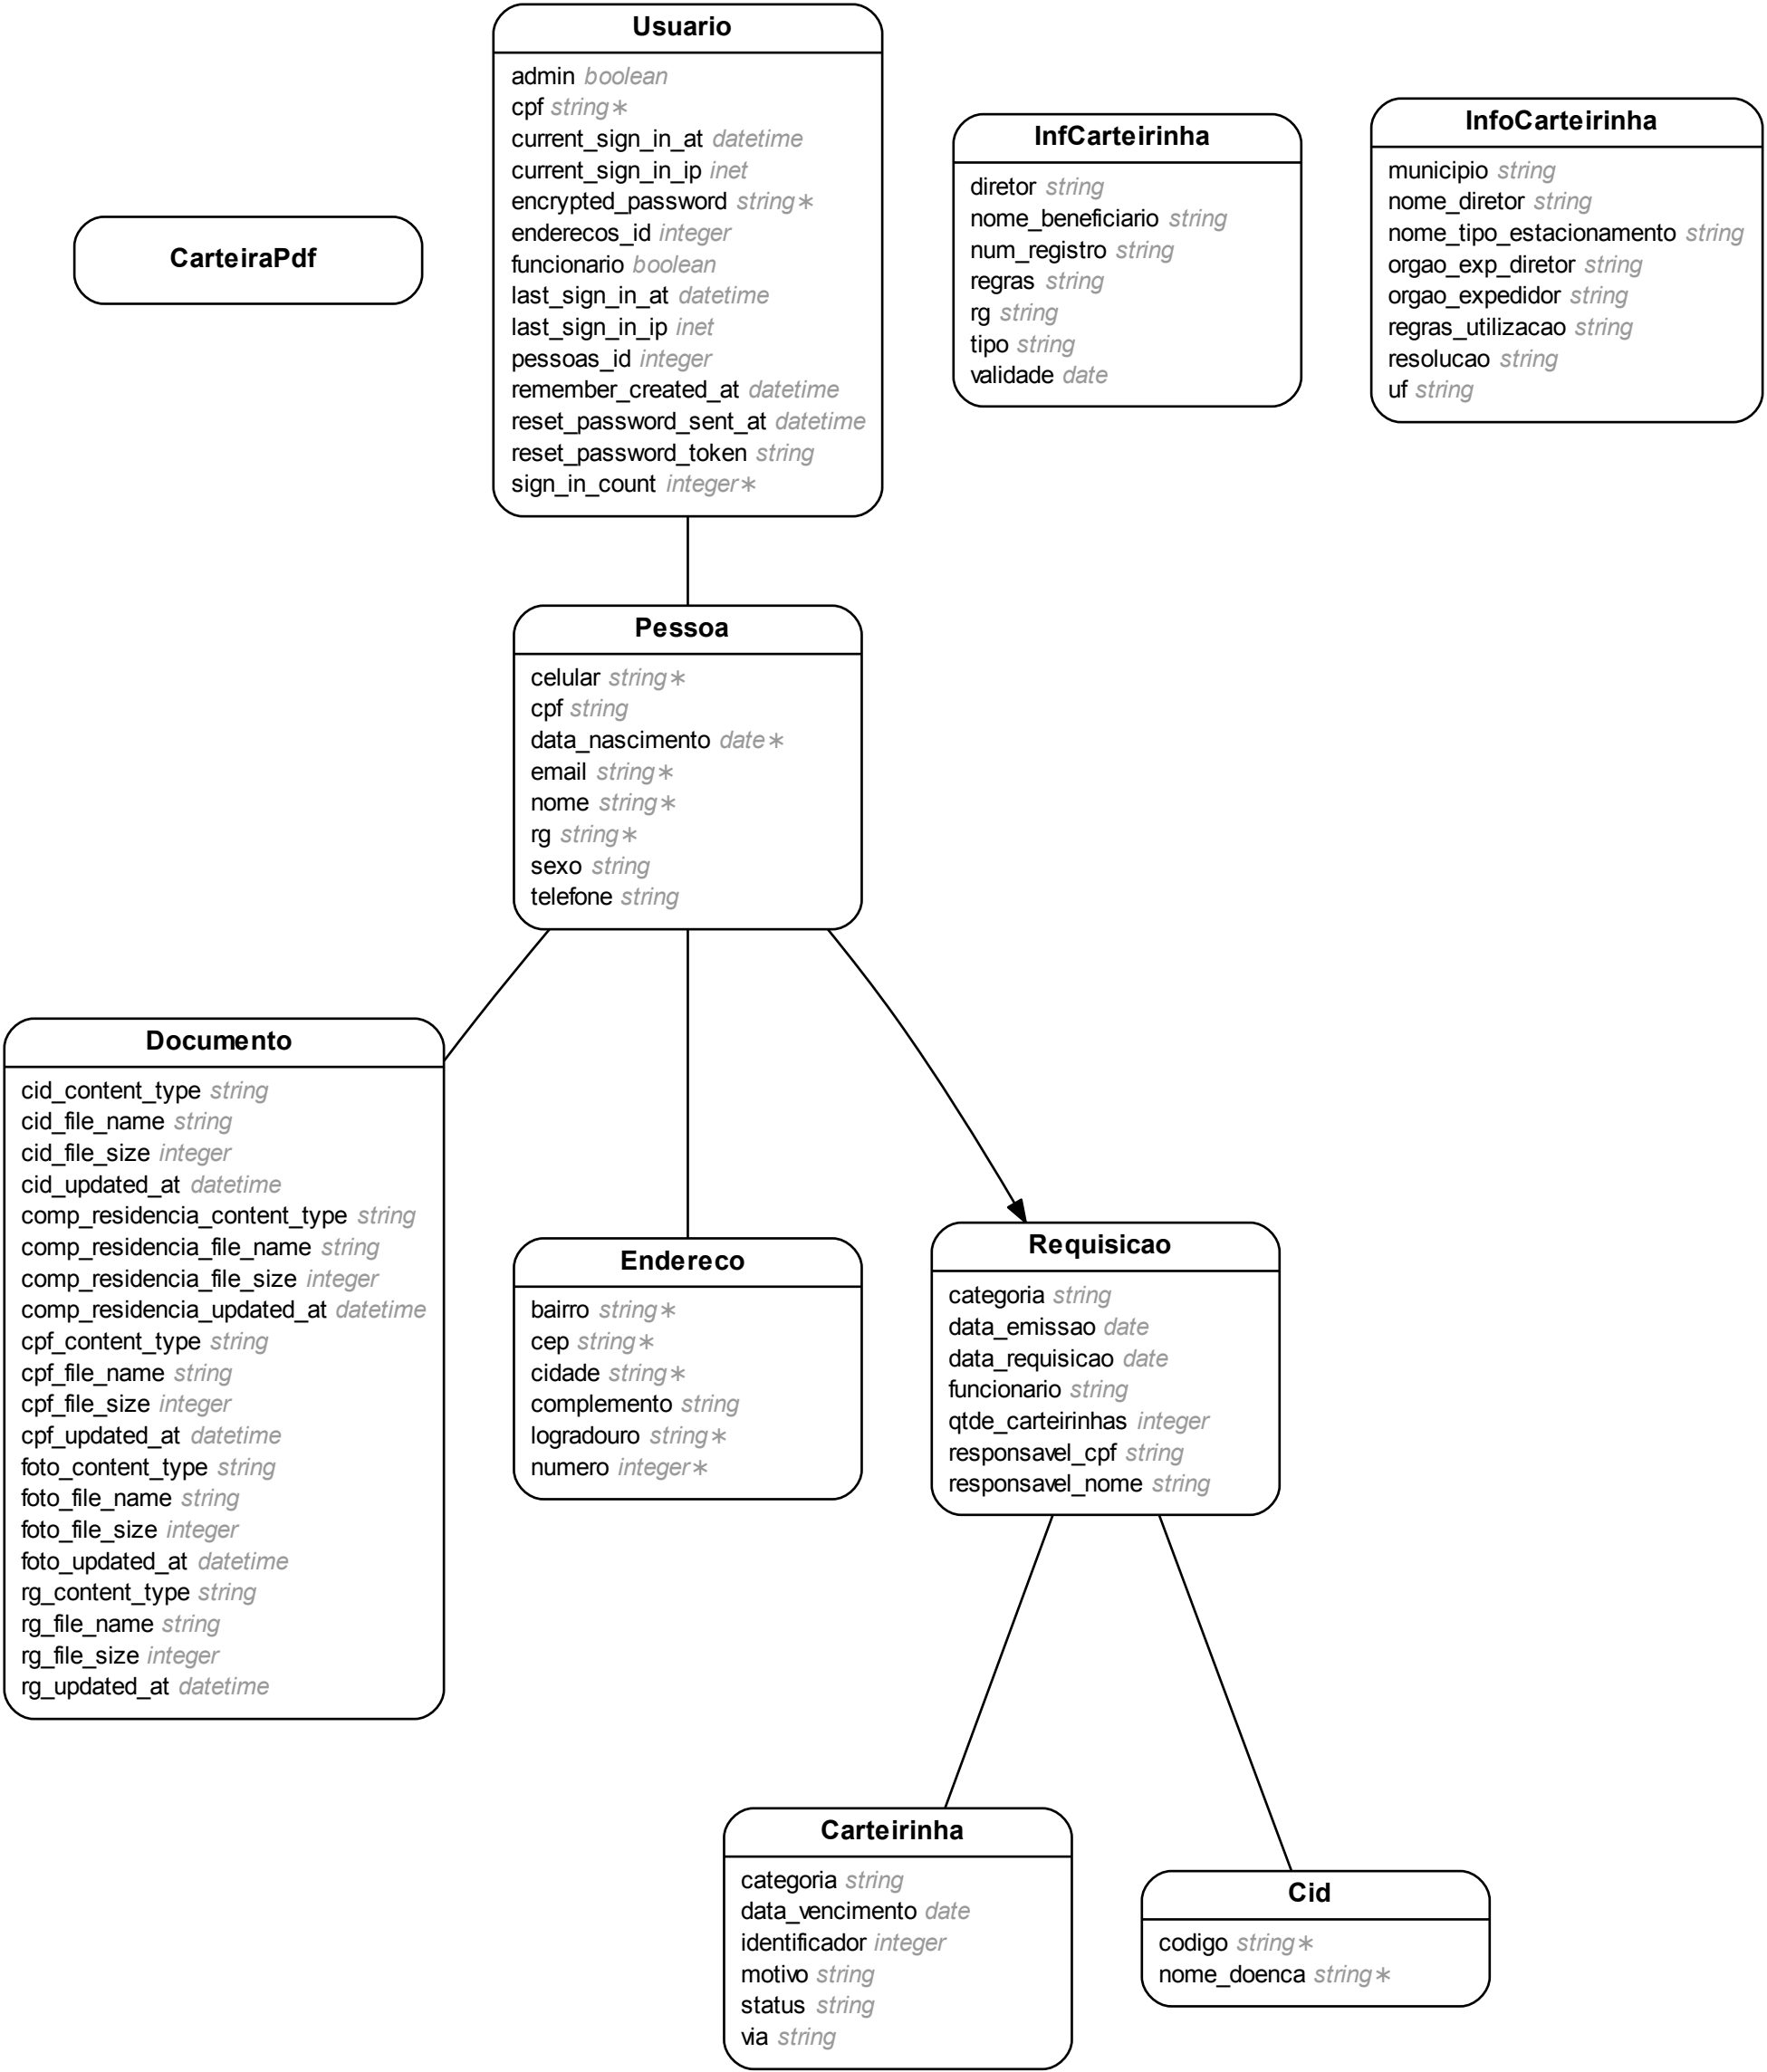 Usuario
admin boolean
cpf string∗
current_sign_in_at datetime
current_sign_in_ip inet
encrypted_password string∗
enderecos_id integer
funcionario boolean
last_sign_in_at datetime
last_sign_in_ip inet
pessoas_id integer
remember_created_at datetime
reset_password_sent_at datetime
reset_password_token string
sign_in_count integer∗
InfCarteirinha
diretor string
nome_beneficiario string
num_registro string
regras string
rg string
tipo string
validade date
InfoCarteirinha
municipio string
nome_diretor string
nome_tipo_estacionamento string
orgao_exp_diretor string
orgao_expedidor string
regras_utilizacao string
resolucao string
uf string
CarteiraPdf
Pessoa
celular string∗
cpf string
data_nascimento date∗
email string∗
nome string∗
rg string∗
sexo string
telefone string
Documento
cid_content_type string
cid_file_name string
cid_file_size integer
cid_updated_at datetime
comp_residencia_content_type string
comp_residencia_file_name string
comp_residencia_file_size integer
comp_residencia_updated_at datetime
cpf_content_type string
cpf_file_name string
cpf_file_size integer
cpf_updated_at datetime
foto_content_type string
foto_file_name string
foto_file_size integer
foto_updated_at datetime
rg_content_type string
rg_file_name string
rg_file_size integer
rg_updated_at datetime
Endereco
bairro string∗
cep string∗
cidade string∗
complemento string
logradouro string∗
numero integer∗
Requisicao
categoria string
data_emissao date
data_requisicao date
funcionario string
qtde_carteirinhas integer
responsavel_cpf string
responsavel_nome string
Carteirinha
categoria string
data_vencimento date
identificador integer
motivo string
status string
via string
Cid
codigo string∗
nome_doenca string∗